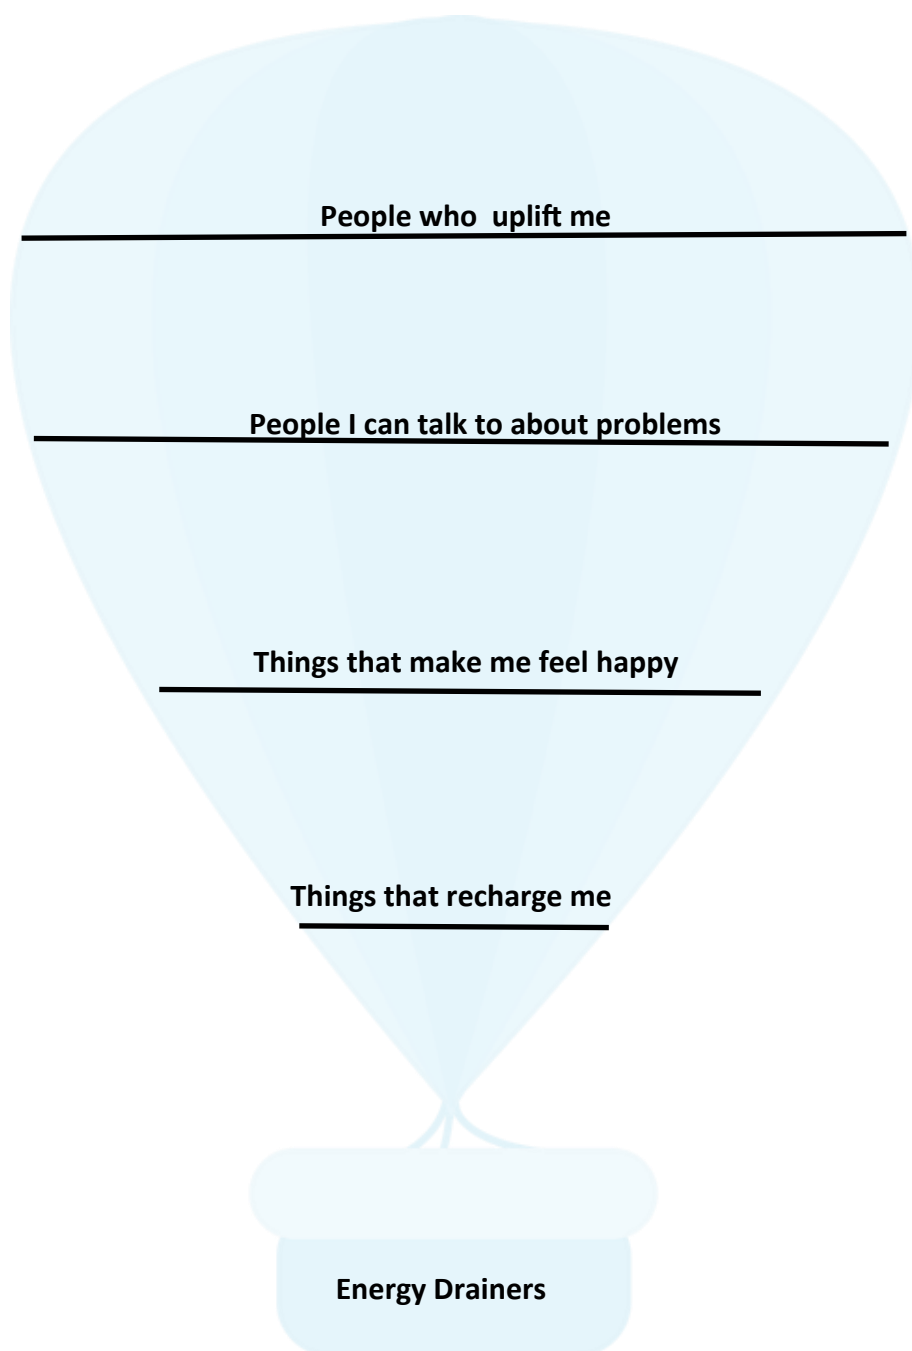 People who  uplift me
People I can talk to about problems
Things that make me feel happy
Things that recharge me
Energy Drainers